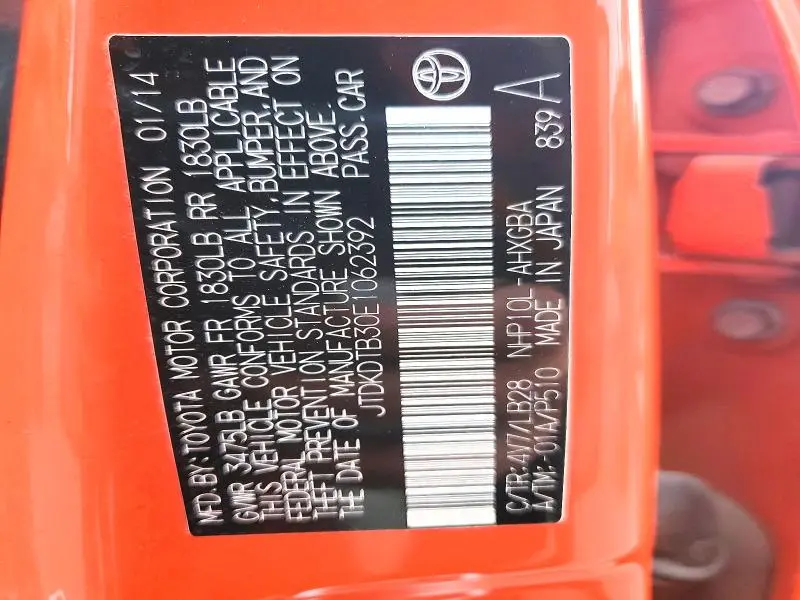 MFD.BY:TOYOTA MOTOR CORPORATION 01/14
GVWR 3475LB GAWR FR 1830LB RR 1830LB
THIS VEHICLE CONFORMS TO ALL APPLICABLE
FEDERAL MOTOR VEHICLE SAFETY,BUMPER,AND
THEFT PREVENTION STANDARDS IN EFFECT ON
THE DATE OF MANUFACTURE SHOWN ABOVE.
JTDKDTB30E1062392 PASS.CAR
C/TR:4V7/LB28 NHP10L-AHXGBA 839 A
A/TM:-01A/P510 MADE IN JAPAN